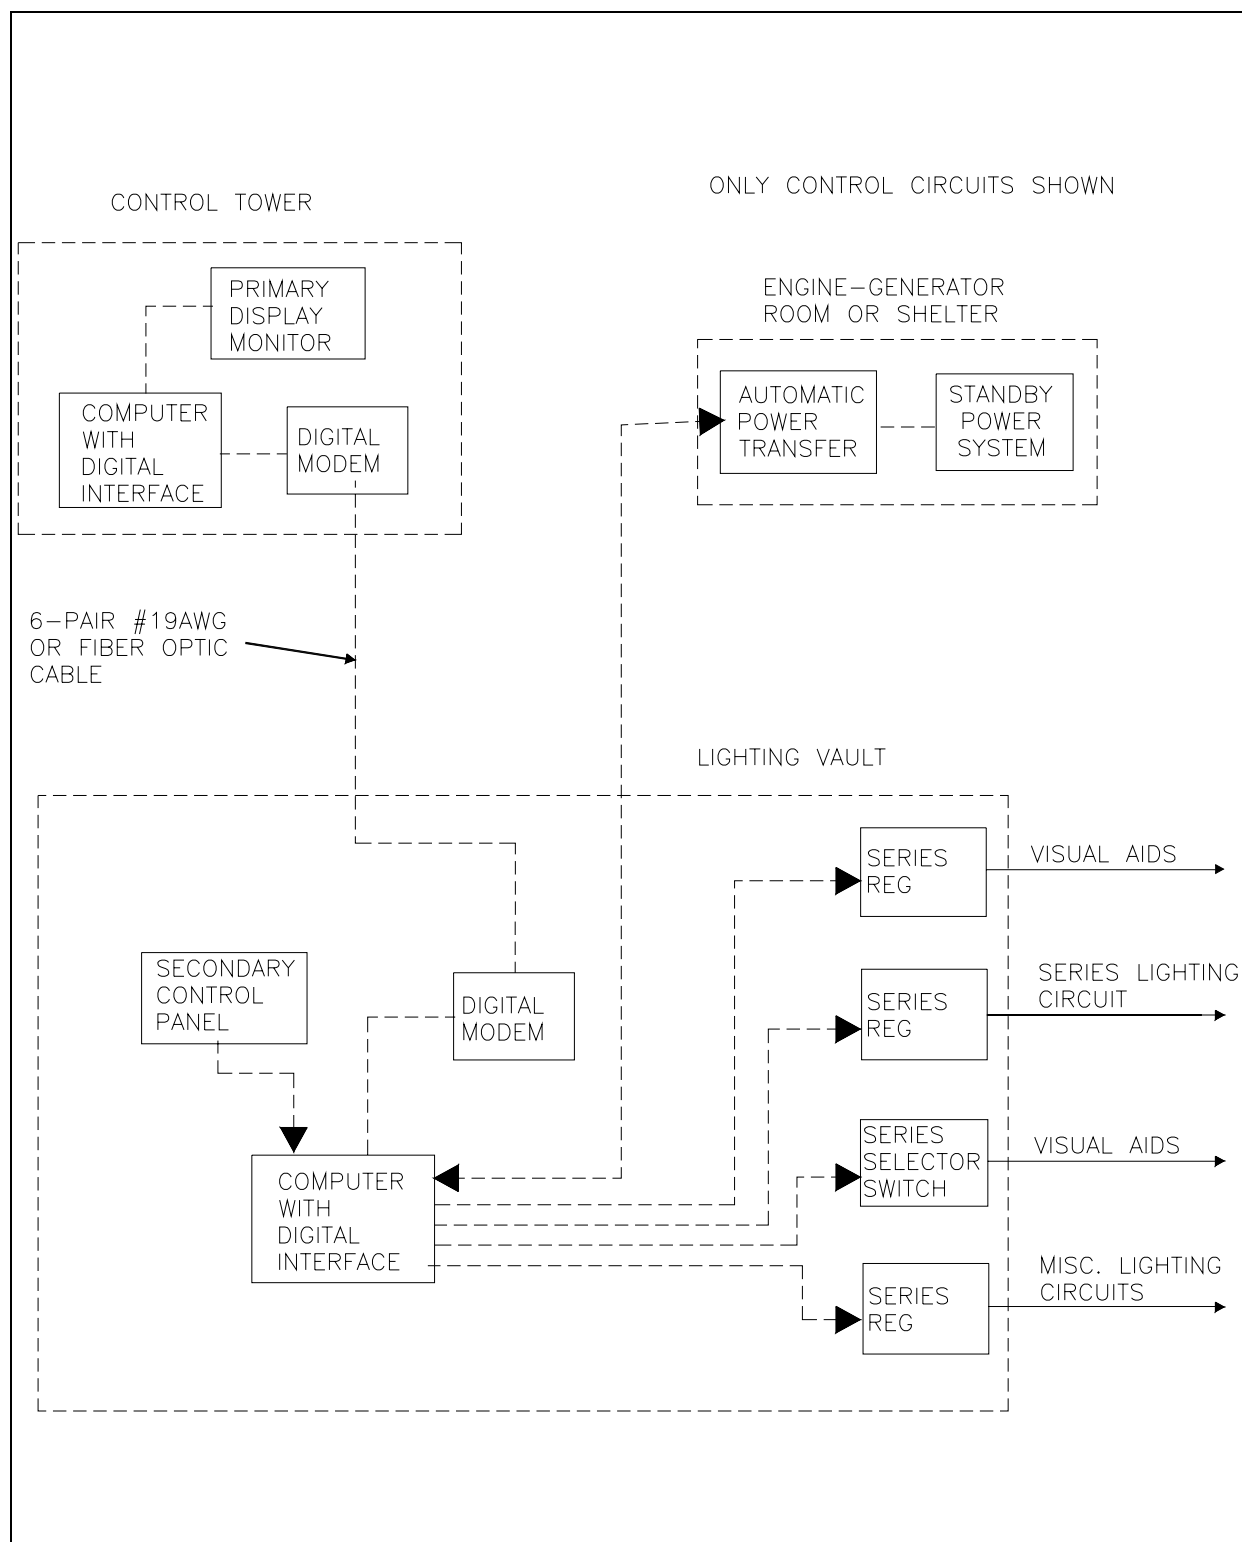 ONLY CONTROL CIRCUITS SHOWN
CONTROL TOWER
PRIMARY
DISPLAY
MONITOR
COMPUTER
WITH
DIGITAL
INTERFACE
DIGITAL
MODEM
ENGINE-GENERATOR
ROOM OR SHELTER
AUTOMATIC
POWER
TRANSFER
STANDBY
POWER
SYSTEM
6-PAIR #19AWG
OR FIBER OPTIC
CABLE
LIGHTING VAULT
SERIES
REG
VISUAL AIDS
SECONDARY
CONTROL
PANEL
DIGITAL
MODEM
SERIES
REG
SERIES LIGHTING
CIRCUIT
SERIES
SELECTOR
SWITCH
VISUAL AIDS
COMPUTER
WITH
DIGITAL
INTERFACE
SERIES
REG
MISC. LIGHTING
CIRCUITS